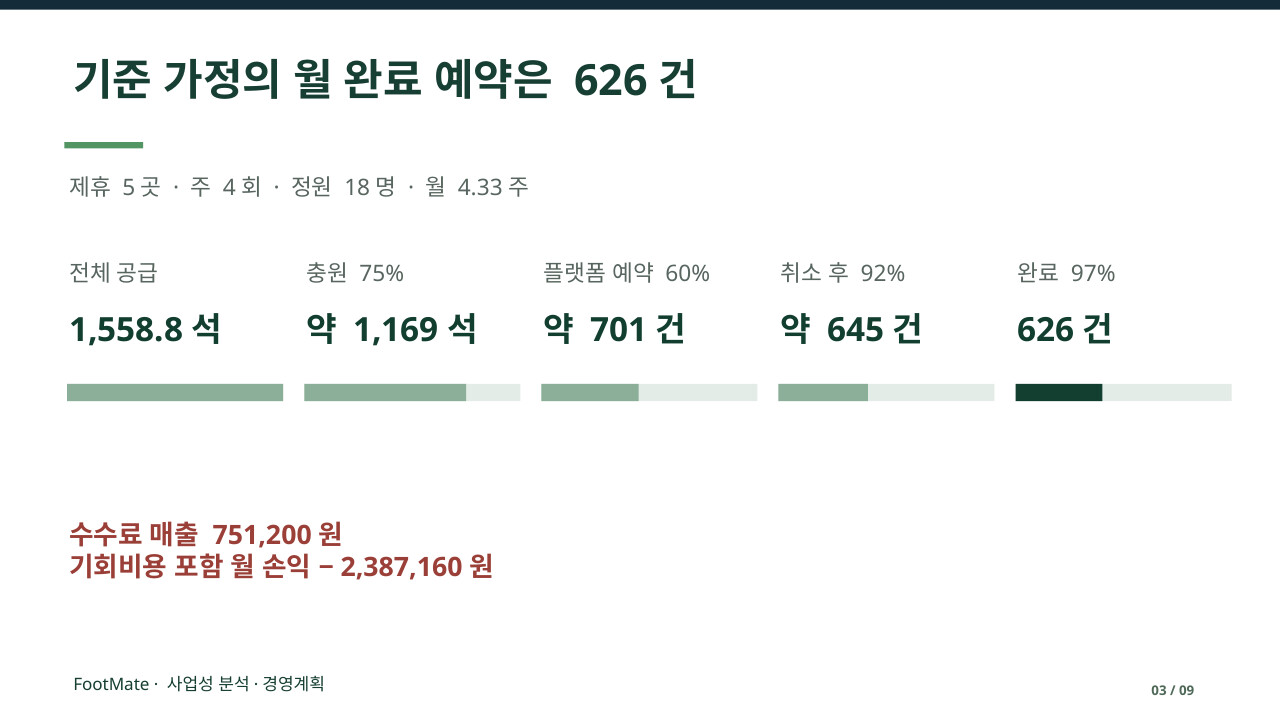 기준 가정의 월 완료 예약은 626 건
제휴 5 곳 · 주 4 회 · 정원 18 명 · 월 4.33 주
전체 공급
1,558.8 석
충원 75%
약 1,169 석
플랫폼 예약 60%
약 701 건
취소 후 92%
약 645 건
완료 97%
626 건
수수료 매출 751,200 원
기회비용 포함 월 손익 − 2,387,160 원
FootMate · 사업성 분석 · 경영계획
03 / 09